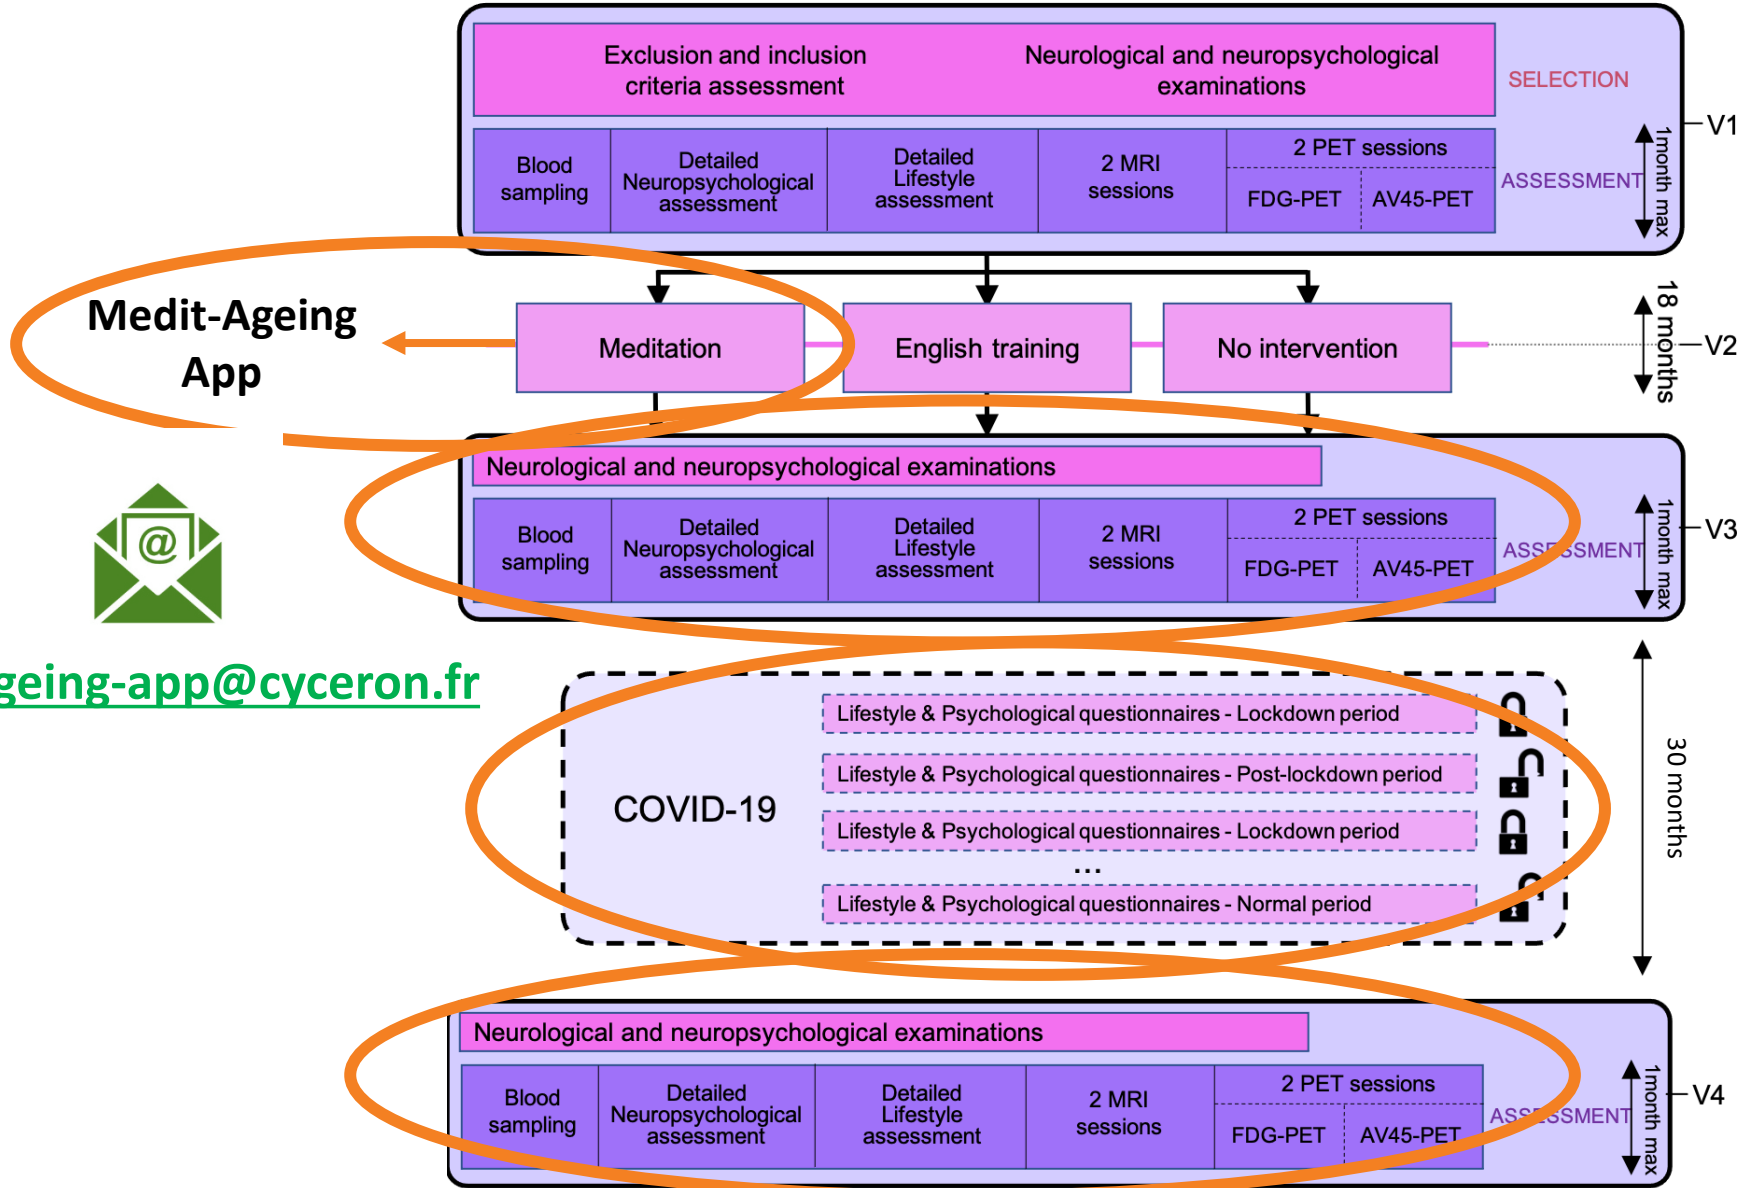 Exclusion and inclusion
criteria assessment
Neurological and neuropsychological
examinations
SELECTION
Blood
sampling
Detailed
Neuropsychological
assessment
Detailed
Lifestyle
assessment
2 MRI
sessions
2 PET sessions
FDG-PET
AV45-PET
ASSESSMENT
1month max
V1
Medit-Ageing
App
Meditation
English training
No intervention
18 months
V2
Neurological and neuropsychological examinations
Blood
sampling
Detailed
Neuropsychological
assessment
Detailed
Lifestyle
assessment
2 MRI
sessions
2 PET sessions
FDG-PET
AV45-PET
ASSESSMENT
1month max
V3
@
geing-app@cyceron.fr
COVID-19
Lifestyle & Psychological questionnaires - Lockdown period
Lifestyle & Psychological questionnaires - Post-lockdown period
Lifestyle & Psychological questionnaires - Lockdown period
...
Lifestyle & Psychological questionnaires - Normal period
30 months
Neurological and neuropsychological examinations
Blood
sampling
Detailed
Neuropsychological
assessment
Detailed
Lifestyle
assessment
2 MRI
sessions
2 PET sessions
FDG-PET
AV45-PET
ASSESSMENT
1month max
V4